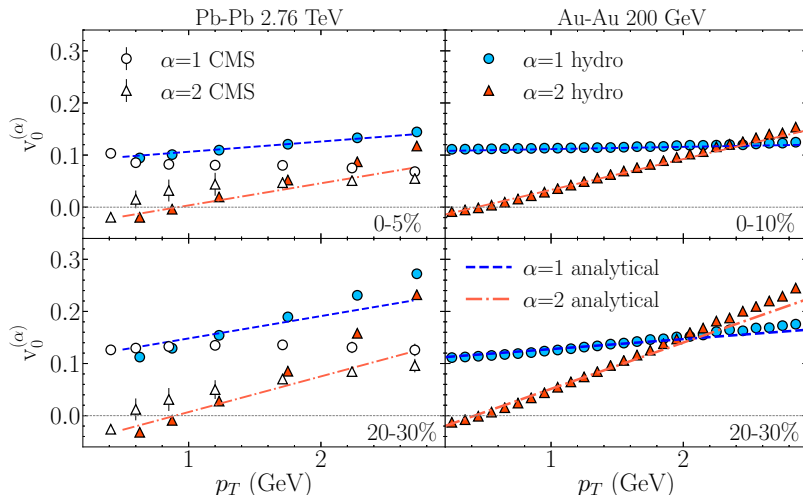 Pb-Pb 2.76 TeV
Au-Au 200 GeV
v₀^(α)
0.3
0.2
0.1
0.0
α=1 CMS
α=2 CMS
0-5%
α=1 hydro
α=2 hydro
0-10%
v₀^(α)
0.3
0.2
0.1
0.0
20-30%
α=1 analytical
α=2 analytical
20-30%
1
2
1
2
p_T (GeV)
p_T (GeV)